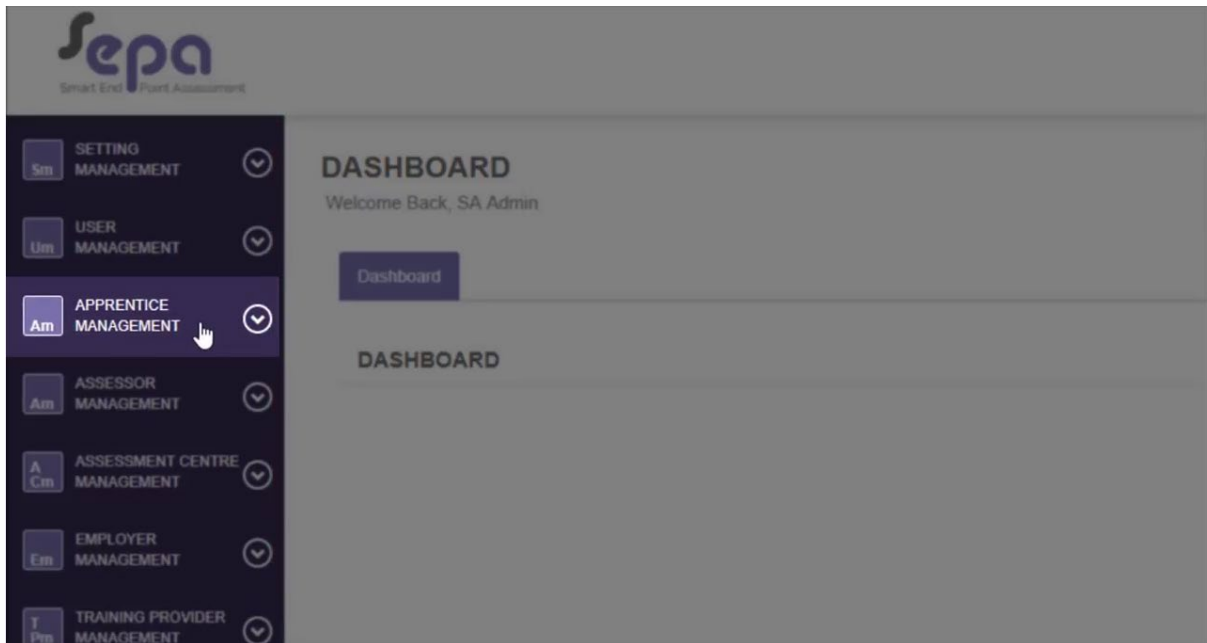 Sepa
Smart End Point Assessment
Sm
SETTING
MANAGEMENT
Um
USER
MANAGEMENT
Am
APPRENTICE
MANAGEMENT
Am
ASSESSOR
MANAGEMENT
A
Cm
ASSESSMENT CENTRE
MANAGEMENT
Em
EMPLOYER
MANAGEMENT
T
Pm
TRAINING PROVIDER
MANAGEMENT
DASHBOARD
Welcome Back, SA Admin
Dashboard
DASHBOARD